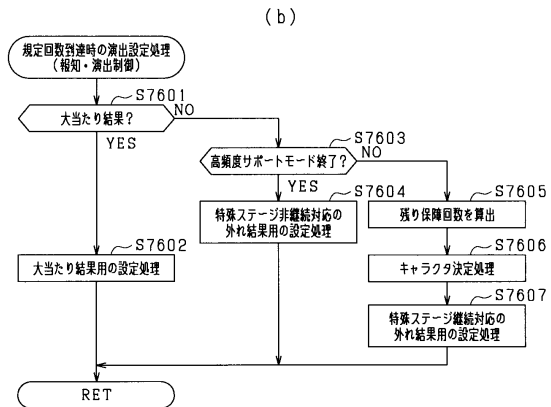 (b)
規定回数到達時の演出設定処理
(報知・演出制御)
S7601
大当たり結果?
NO
YES
S7603
高頻度サポートモード終了?
NO
YES
S7604
特殊ステージ非継続対応の
外れ結果用の設定処理
S7605
残り保障回数を算出
S7602
大当たり結果用の設定処理
S7606
キャラクタ決定処理
S7607
特殊ステージ継続対応の
外れ結果用の設定処理
RET